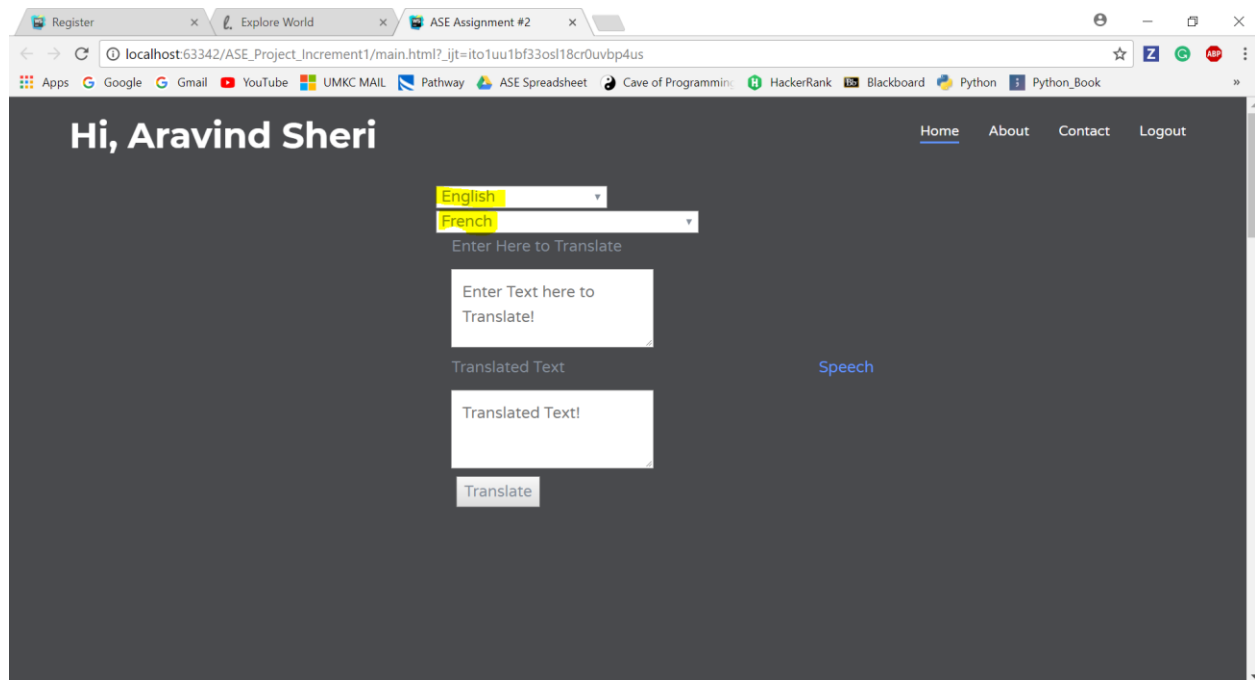 Register
Explore World
ASE Assignment #2
localhost:63342/ASE_Project_Increment1/main.html?_ijt=ito1uu1bf33osl18cr0uvbp4us
Apps Google Gmail YouTube UMKC MAIL Pathway ASE Spreadsheet Cave of Programming HackerRank Blackboard Python Python_Book »
Hi, Aravind Sheri
Home About Contact Logout
English
French
Enter Here to Translate
Enter Text here to
Translate!
Translated Text
Speech
Translated Text!
Translate